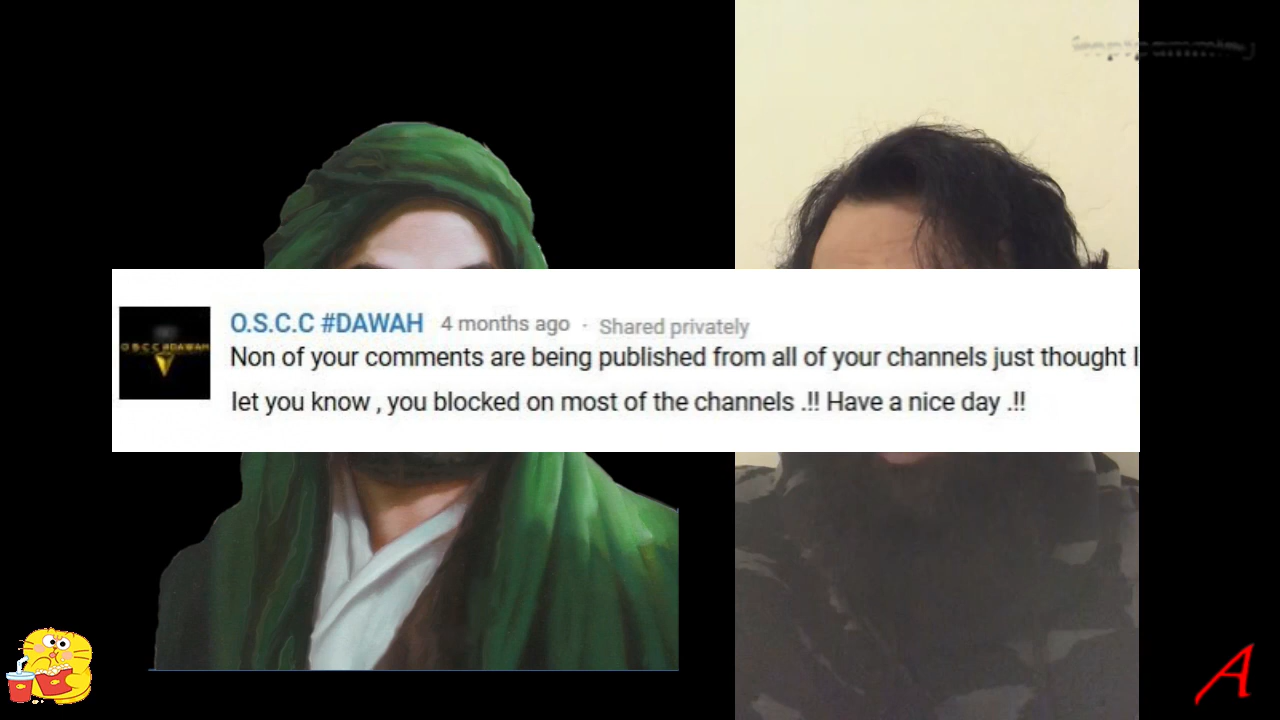 O.S.C.C #DAWAH 4 months ago · Shared privately
Non of your comments are being published from all of your channels just thought I
let you know , you blocked on most of the channels .!! Have a nice day .!!
O S C C #DAWAH
A